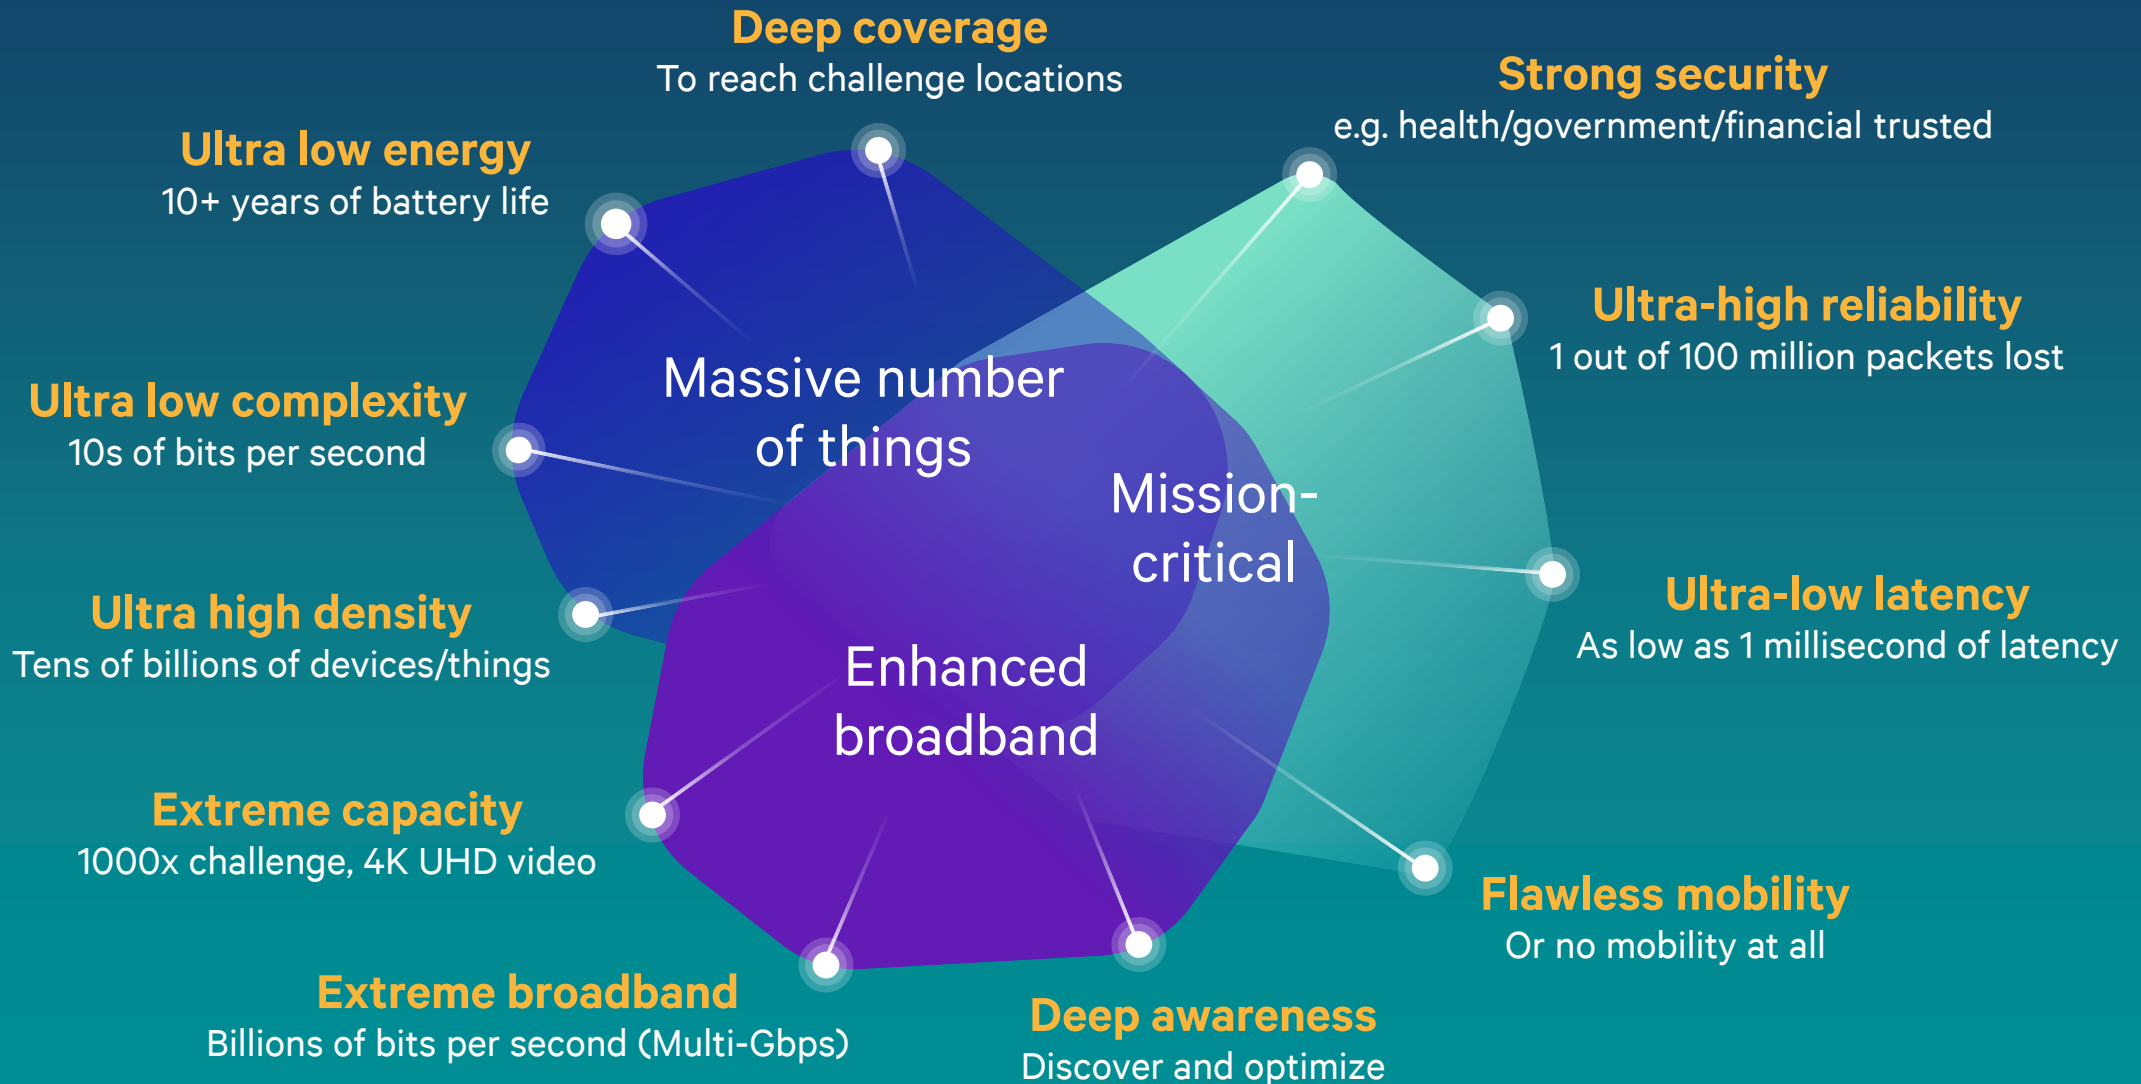 Deep coverage
To reach challenge locations
Strong security
e.g. health/government/financial trusted
Ultra low energy
10+ years of battery life
Ultra-high reliability
1 out of 100 million packets lost
Massive number
of things
Ultra low complexity
10s of bits per second
Mission-
critical
Ultra high density
Tens of billions of devices/things
Ultra-low latency
As low as 1 millisecond of latency
Enhanced
broadband
Extreme capacity
1000x challenge, 4K UHD video
Flawless mobility
Or no mobility at all
Extreme broadband
Billions of bits per second (Multi-Gbps)
Deep awareness
Discover and optimize